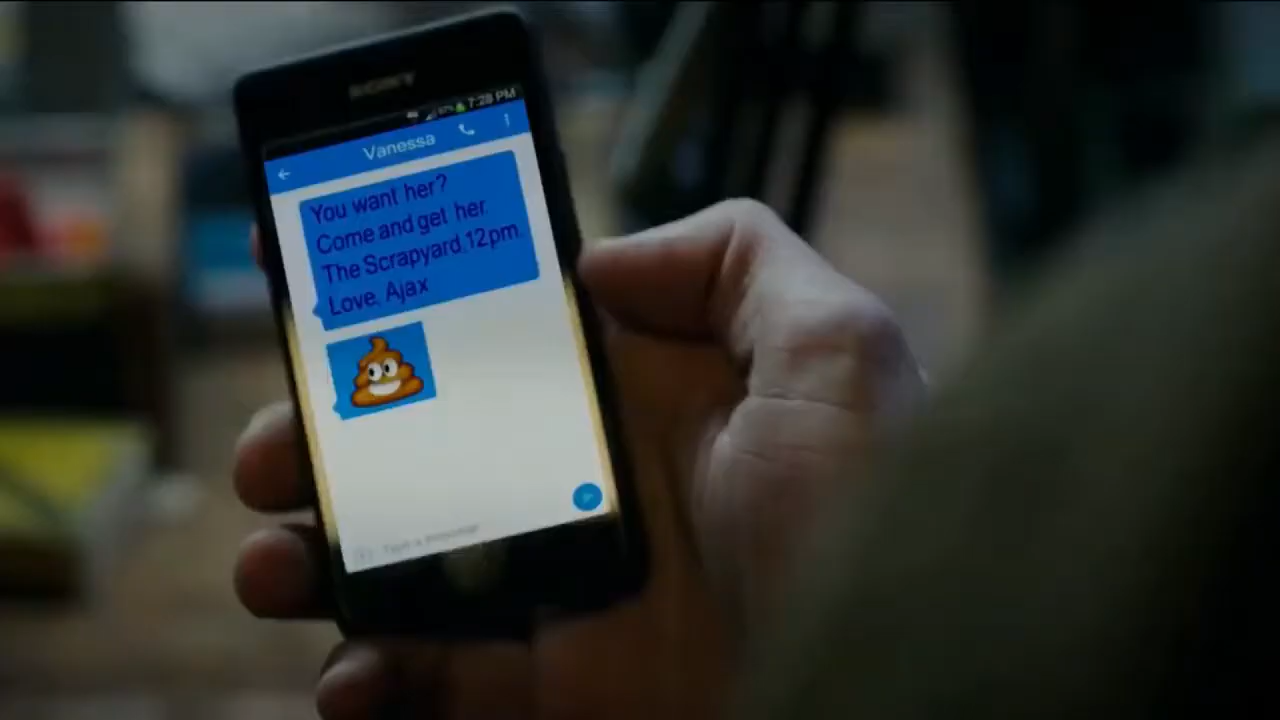 SONY
7:28 PM
Vanessa
You want her?
Come and get her.
The Scrapyard.12pm.
Love, Ajax